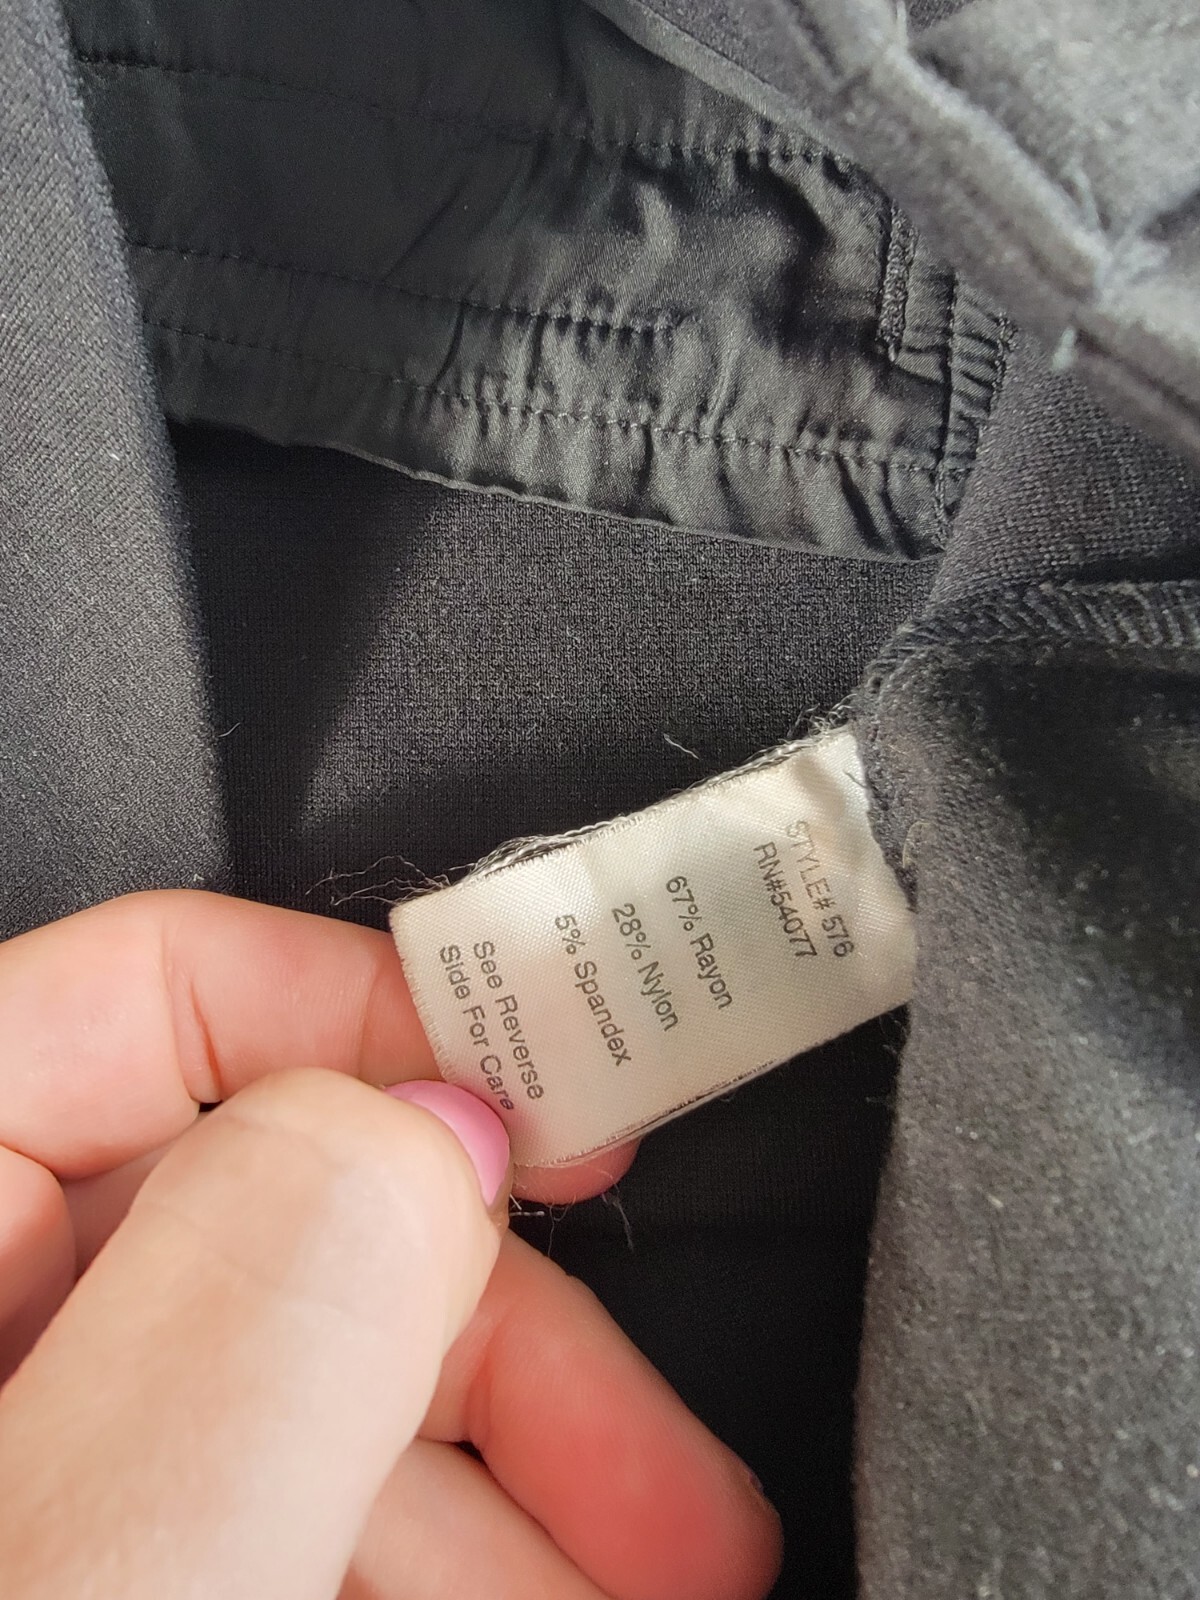 STYLE# 576
RN#54077
67% Rayon
28% Nylon
5% Spandex
See Reverse
Side For Care